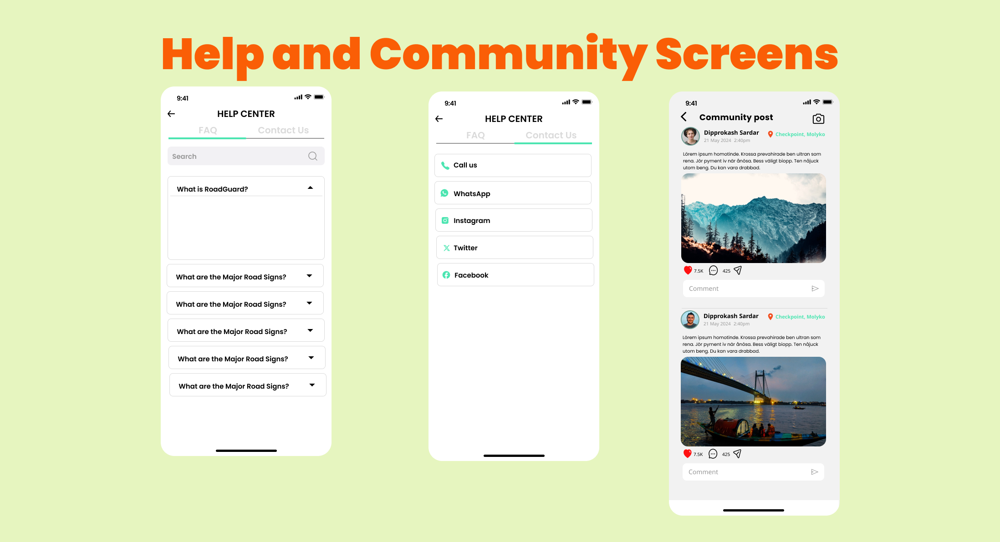 Help and Community Screens
9:41
HELP CENTER
FAQ
Contact Us
Search
What is RoadGuard?
What are the Major Road Signs?
What are the Major Road Signs?
What are the Major Road Signs?
What are the Major Road Signs?
What are the Major Road Signs?
9:41
HELP CENTER
FAQ
Contact Us
Call us
WhatsApp
Instagram
Twitter
Facebook
9:41
Community post
Dipprokash Sardar
Checkpoint, Molyko
21 May 2024 2:40pm
Lörem ipsum homotinde. Krossa prevahirade ben ultran som
rena. Jör pyment iv när ånösa. Bess väligt biopp. Ten nåjuck
utom beng. Du kan vara drabbad.
7.5K
425
Comment
Dipprokash Sardar
Checkpoint, Molyko
21 May 2024 2:40pm
Lörem ipsum homotinde. Krossa prevahirade ben ultran som
rena. Jör pyment iv när ånösa. Bess väligt biopp. Ten nåjuck
utom beng. Du kan vara drabbad.
7.5K
425
Comment